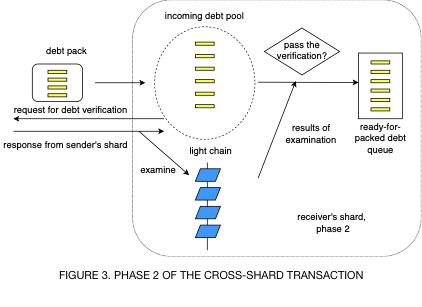 incoming debt pool
debt pack
pass the
verification?
request for debt verification
response from sender's shard
ready-for-
packed debt
queue
results of
examination
light chain
examine
receiver's shard,
phase 2
FIGURE 3. PHASE 2 OF THE CROSS-SHARD TRANSACTION